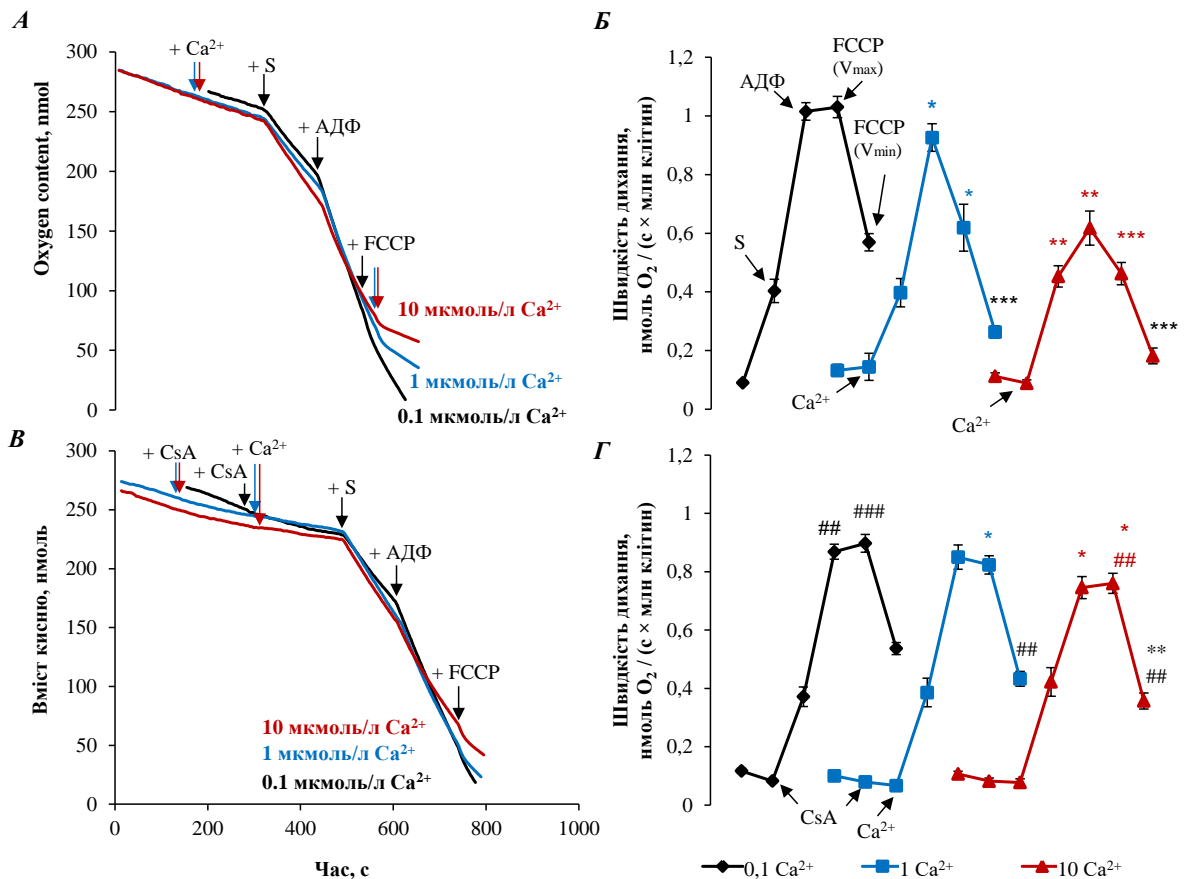 А
Oxygen content, nmol
300
250
200
150
100
50
0
+ Ca²⁺
+ S
+ АДФ
+ FCCP
10 мкмоль/л Ca²⁺
1 мкмоль/л Ca²⁺
0.1 мкмоль/л Ca²⁺
Б
Швидкість дихання,
нмоль O₂ / (с × млн клітин)
1,2
1
0,8
0,6
0,4
0,2
0
S
АДФ
FCCP
(Vmax)
FCCP
(Vmin)
*
*
***
**
**
***
***
Ca²⁺
Ca²⁺
В
Вміст кисню, нмоль
300
250
200
150
100
50
0
+ CsA
+ CsA
+ Ca²⁺
+ S
+ АДФ
+ FCCP
10 мкмоль/л Ca²⁺
1 мкмоль/л Ca²⁺
0.1 мкмоль/л Ca²⁺
0
200
400
600
800
1000
Час, с
Г
Швидкість дихання,
нмоль O₂ / (с × млн клітин)
1,2
1
0,8
0,6
0,4
0,2
0
##
###
*
##
*
*
##
**
##
CsA
Ca²⁺
0,1 Ca²⁺
1 Ca²⁺
10 Ca²⁺